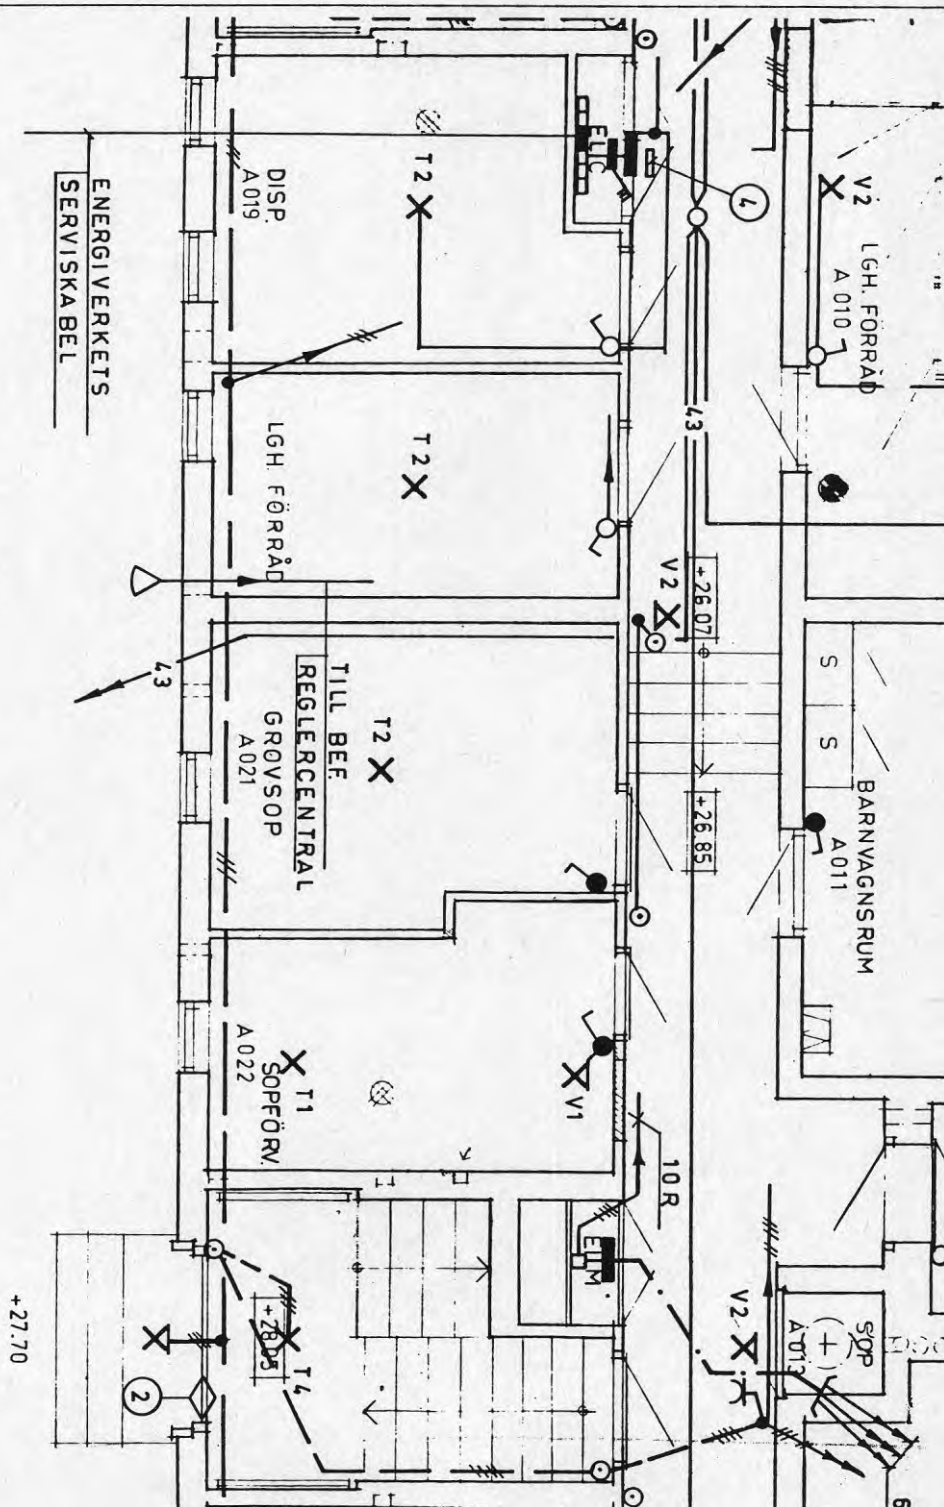 ENERGIVERKETS
SERVISKABEL
DISP.
A 019
T2
ELC
4
V2
LGH. FÖRRÅD
A 010
43
LGH. FÖRRÅD
T2
V2
+26.07
43
TILL BEF.
REGLERCENTRAL
GROVSOP
A 021
T2
S
S
BARNVAGNSRUM
A 011
+26.85
T1
SOPFÖRV.
A 022
V1
10 R
ELM
V2
SOP
A 013
+28.05
T4
2
+27.70